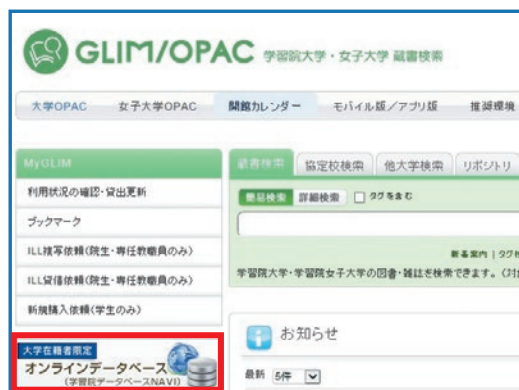 GLIM/OPAC 学習院大学・女子大学 蔵書検索
大学OPAC 女子大学OPAC 開館カレンダー モバイル版/アプリ版 推奨環境
MyGLIM
利用状況の確認・貸出更新
ブックマーク
ILL複写依頼(院生・専任教職員のみ)
ILL貸借依頼(院生・専任教職員のみ)
新規購入依頼(学生のみ)
大学在籍者限定
オンラインデータベース
(学習院データベースNAVI)
蔵書検索 協定校検索 他大学検索 リポジトリ
簡易検索 詳細検索 タグを含む
新着案内 | タグ検
学習院大学・学習院女子大学の図書・雑誌を検索できます。(対
お知らせ
最新 5件